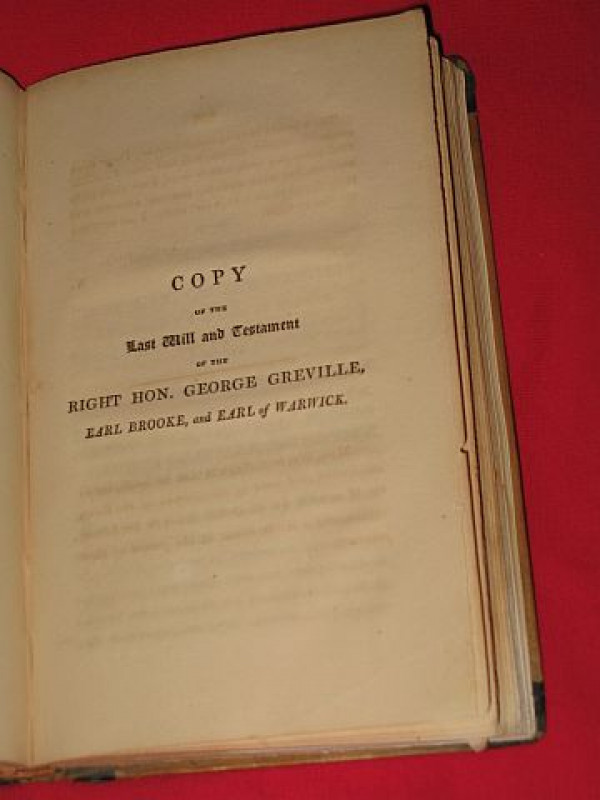 COPY
OF THE
Last Will and Testament
OF THE
RIGHT HON. GEORGE GREVILLE,
EARL BROOKE, and EARL of WARWICK.